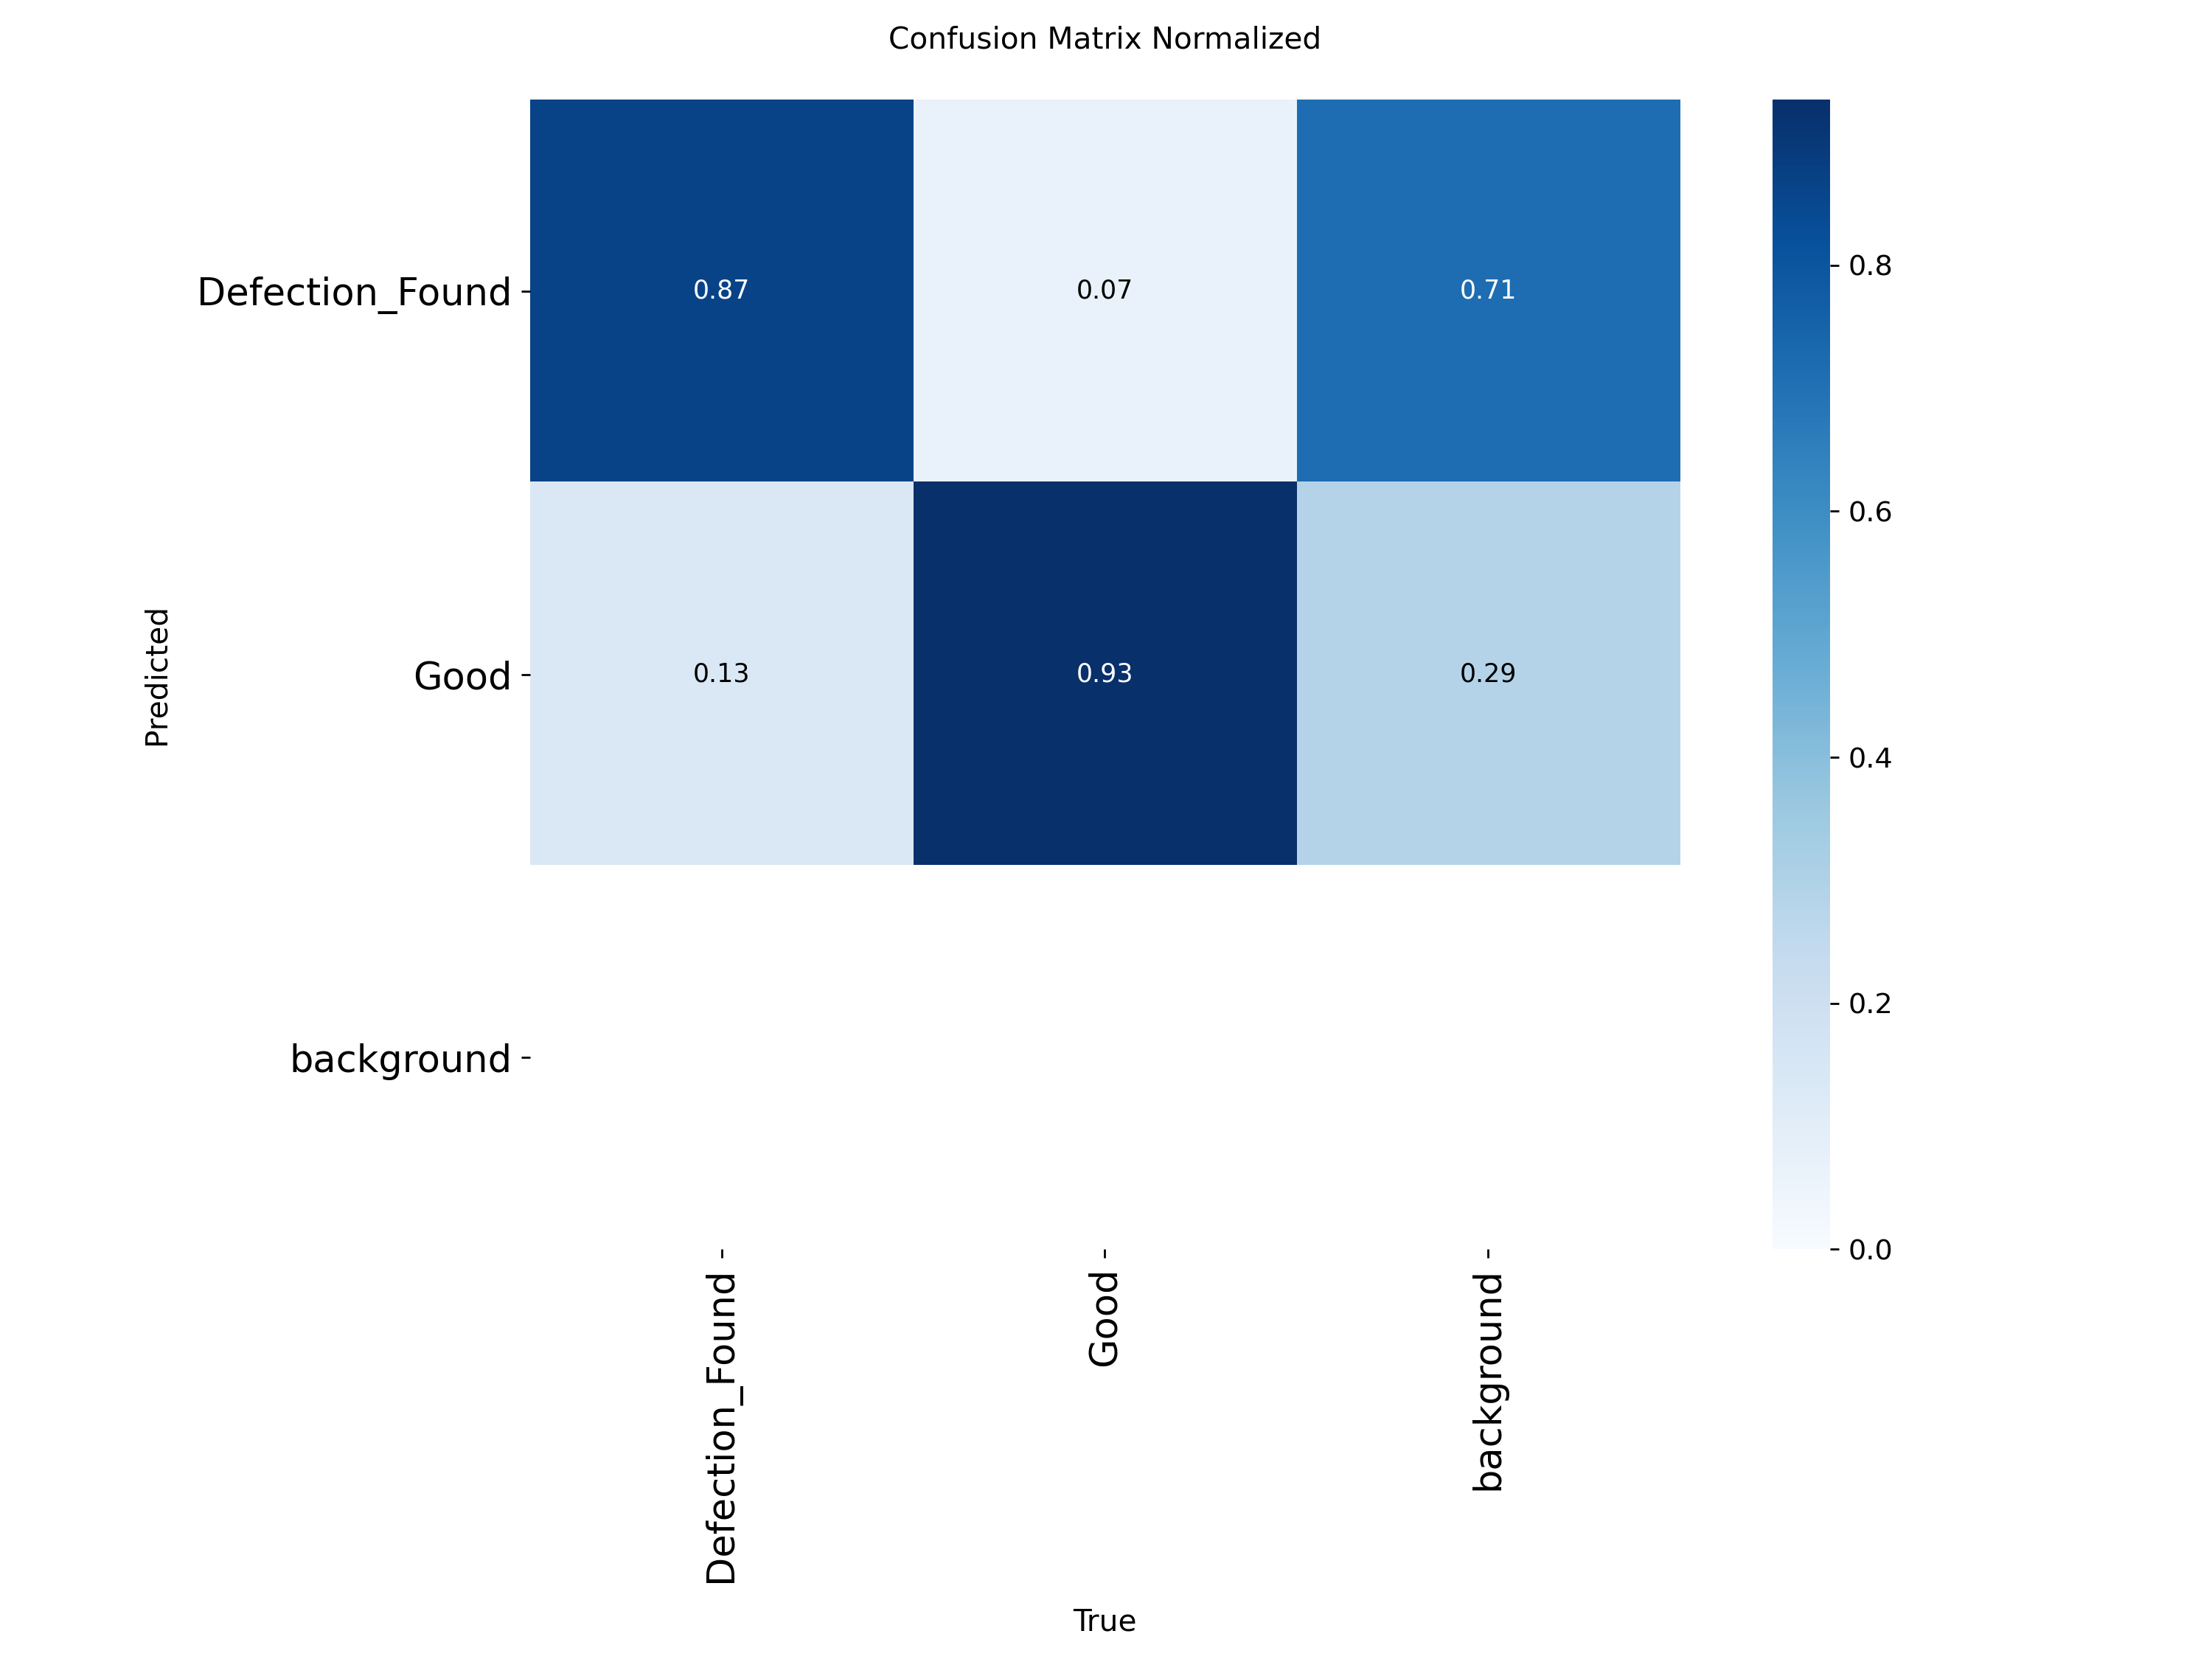 Confusion Matrix Normalized
Predicted
Defection_Found
0.87
0.07
0.71
Good
0.13
0.93
0.29
background
Defection_Found
Good
background
True
0.8
0.6
0.4
0.2
0.0